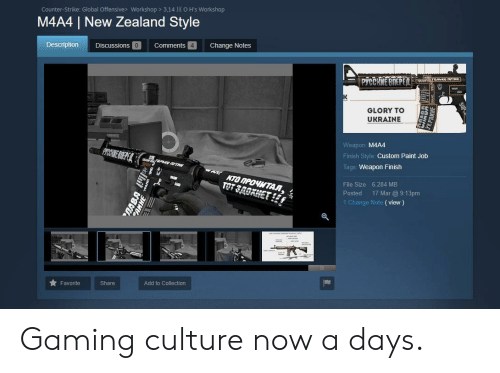 Counter-Strike: Global Offensive > Workshop > 3,14 ||| D H's Workshop
M4A4 | New Zealand Style
Description
Discussions 0
Comments 4
Change Notes
РУССКИЕ ВПЕРЕД
КТО ПРОЧИТАЛ,
ТОТ ЗДОХНЕТ !!!
GLORY TO
UKRAINE
Weapon: M4A4
Finish Style: Custom Paint Job
Tags: Weapon Finish
File Size 6.284 MB
Posted 17 Mar @ 9:13pm
1 Change Note ( view )
Favorite
Share
Add to Collection
Gaming culture now a days.